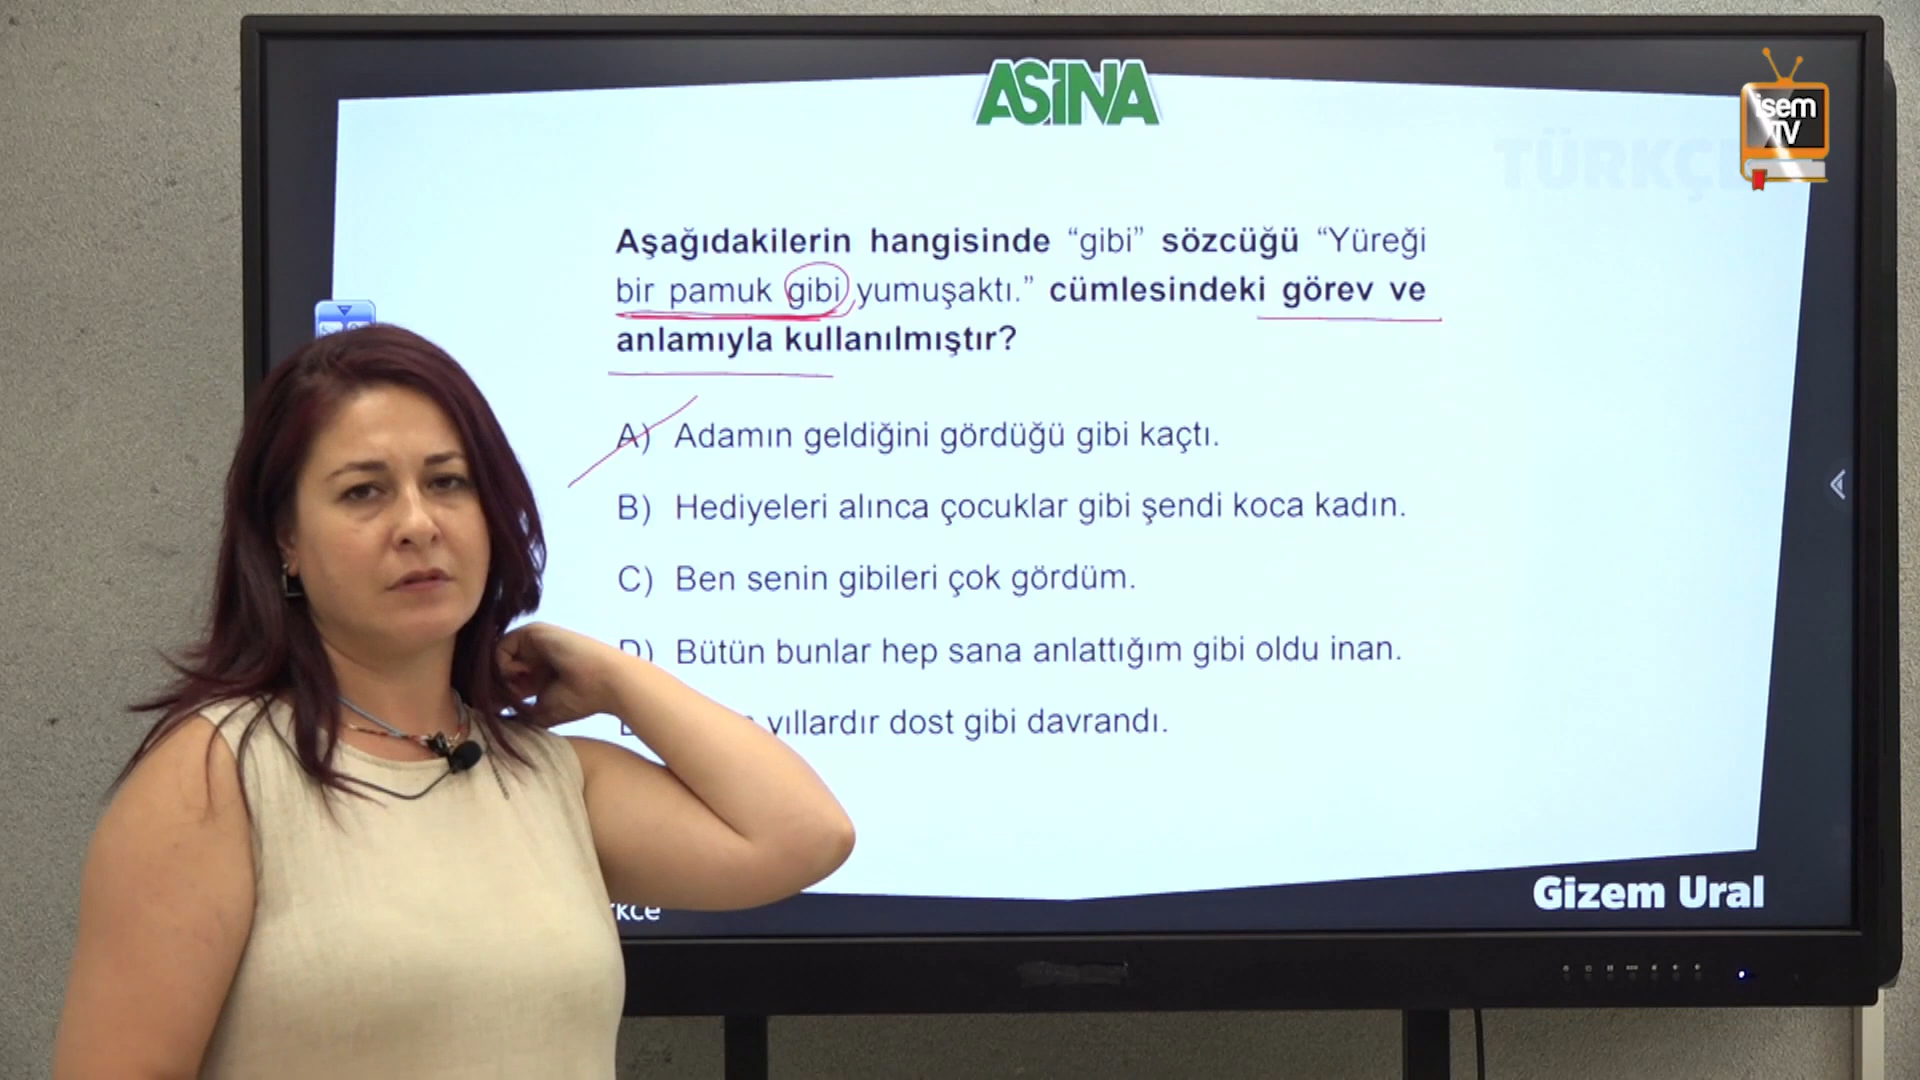 ASİNA
isem
TV
TÜRKÇE
Aşağıdakilerin hangisinde “gibi” sözcüğü “Yüreği
bir pamuk gibi yumuşaktı.” cümlesindeki görev ve
anlamıyla kullanılmıştır?
A) Adamın geldiğini gördüğü gibi kaçtı.
B) Hediyeleri alınca çocuklar gibi şendi koca kadın.
C) Ben senin gibileri çok gördüm.
D) Bütün bunlar hep sana anlattığım gibi oldu inan.
yıllardır dost gibi davrandı.
Gizem Ural